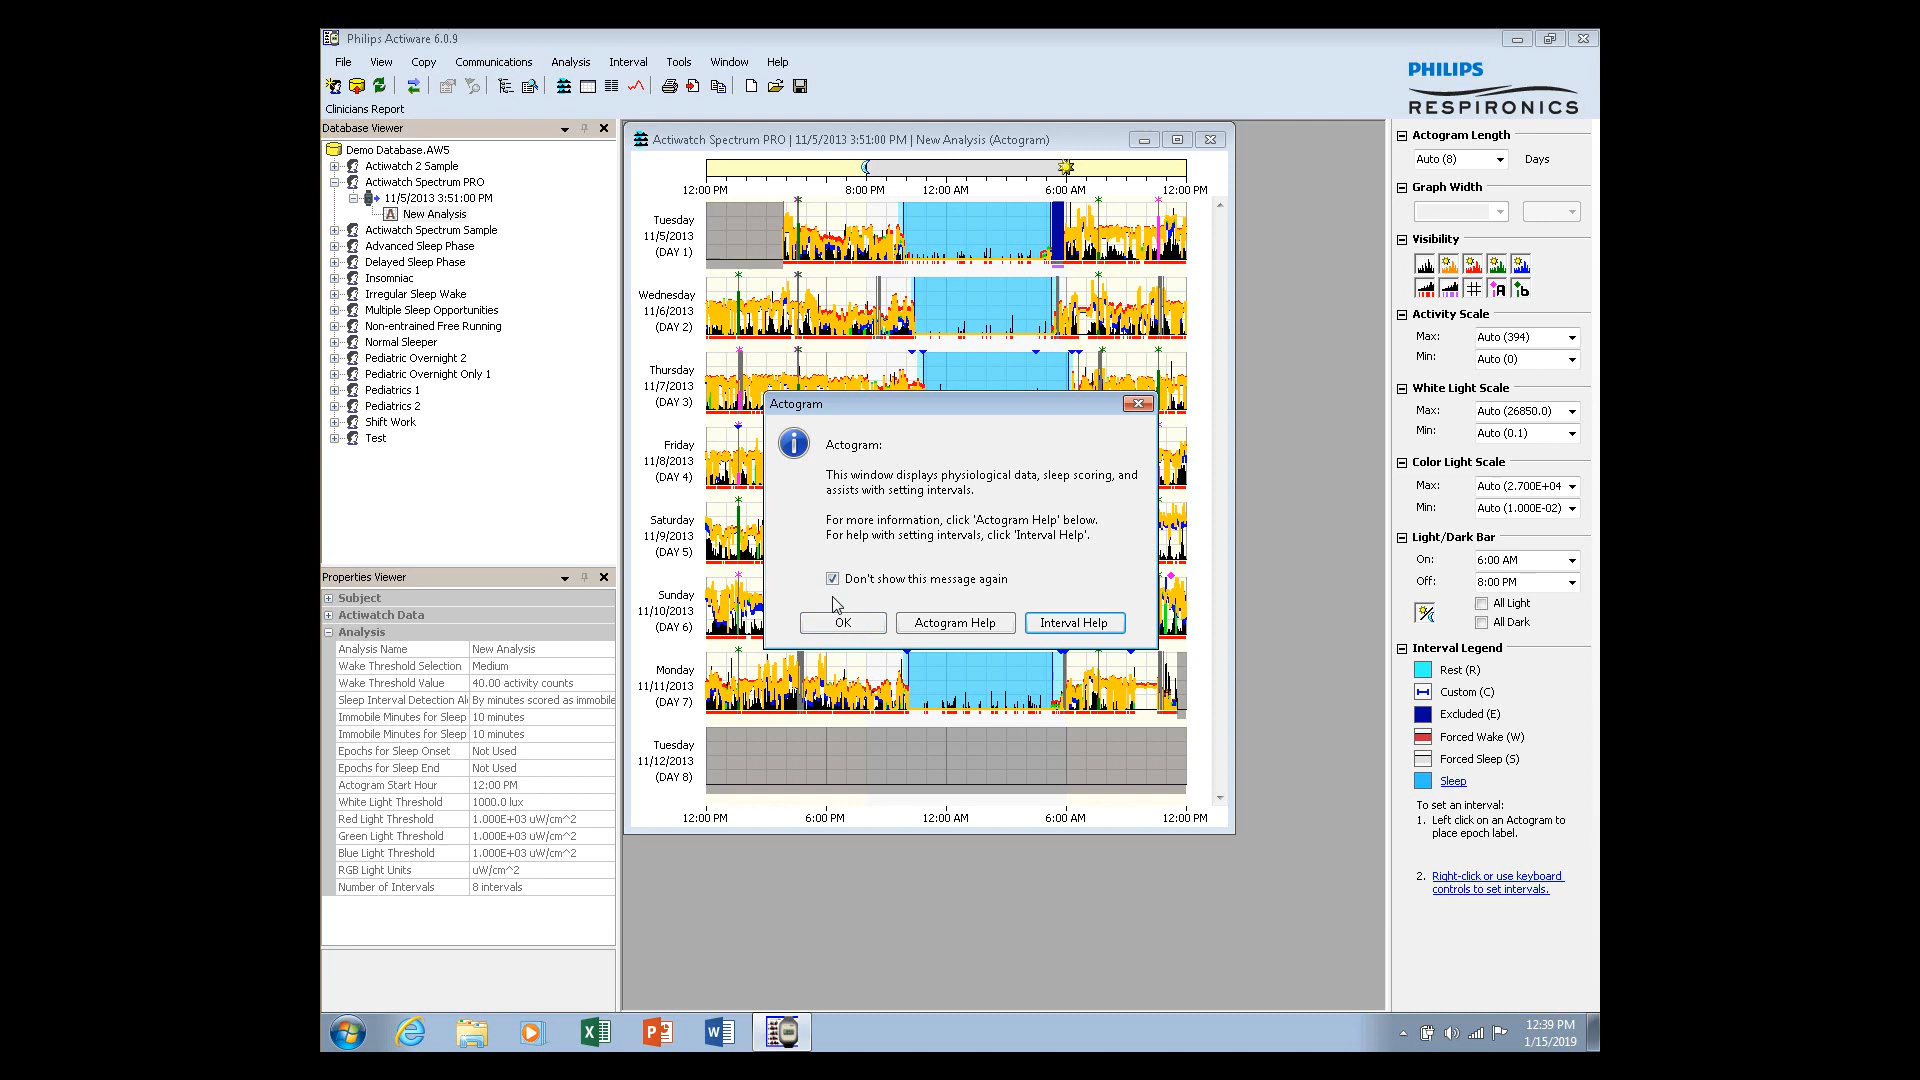 Philips Actiware 6.0.9
File View Copy Communications Analysis Interval Tools Window Help
PHILIPS
RESPIRONICS
Clinicians Report
Database Viewer
Demo Database.AW5
Actiwatch 2 Sample
Actiwatch Spectrum PRO
11/5/2013 3:51:00 PM
A New Analysis
Actiwatch Spectrum Sample
Advanced Sleep Phase
Delayed Sleep Phase
Insomniac
Irregular Sleep Wake
Multiple Sleep Opportunities
Non-entrained Free Running
Normal Sleeper
Pediatric Overnight 2
Pediatric Overnight Only 1
Pediatrics 1
Pediatrics 2
Shift Work
Test
Properties Viewer
Subject
Actiwatch Data
Analysis
Analysis Name New Analysis
Wake Threshold Selection Medium
Wake Threshold Value 40.00 activity counts
Sleep Interval Detection Al By minutes scored as immobile
Immobile Minutes for Sleep 10 minutes
Immobile Minutes for Sleep 10 minutes
Epochs for Sleep Onset Not Used
Epochs for Sleep End Not Used
Actogram Start Hour 12:00 PM
White Light Threshold 1000.0 lux
Red Light Threshold 1.000E+03 uW/cm^2
Green Light Threshold 1.000E+03 uW/cm^2
Blue Light Threshold 1.000E+03 uW/cm^2
RGB Light Units uW/cm^2
Number of Intervals 8 intervals
Actiwatch Spectrum PRO | 11/5/2013 3:51:00 PM | New Analysis (Actogram)
12:00 PM 8:00 PM 12:00 AM 6:00 AM 12:00 PM
Tuesday
11/5/2013
(DAY 1)
Wednesday
11/6/2013
(DAY 2)
Thursday
11/7/2013
(DAY 3)
Friday
11/8/2013
(DAY 4)
Saturday
11/9/2013
(DAY 5)
Sunday
11/10/2013
(DAY 6)
Monday
11/11/2013
(DAY 7)
Tuesday
11/12/2013
(DAY 8)
12:00 PM 6:00 PM 12:00 AM 6:00 AM 12:00 PM
Actogram
Actogram:
This window displays physiological data, sleep scoring, and
assists with setting intervals.
For more information, click 'Actogram Help' below.
For help with setting intervals, click 'Interval Help'.
Don't show this message again
OK Actogram Help Interval Help
Actogram Length
Auto (8) Days
Graph Width
Visibility
A b
Activity Scale
Max: Auto (394)
Min: Auto (0)
White Light Scale
Max: Auto (26850.0)
Min: Auto (0.1)
Color Light Scale
Max: Auto (2.700E+04
Min: Auto (1.000E-02)
Light/Dark Bar
On: 6:00 AM
Off: 8:00 PM
All Light
All Dark
Interval Legend
Rest (R)
Custom (C)
Excluded (E)
Forced Wake (W)
Forced Sleep (S)
Sleep
To set an interval:
1. Left click on an Actogram to
place epoch label.
2. Right-click or use keyboard
controls to set intervals.
12:39 PM
1/15/2019